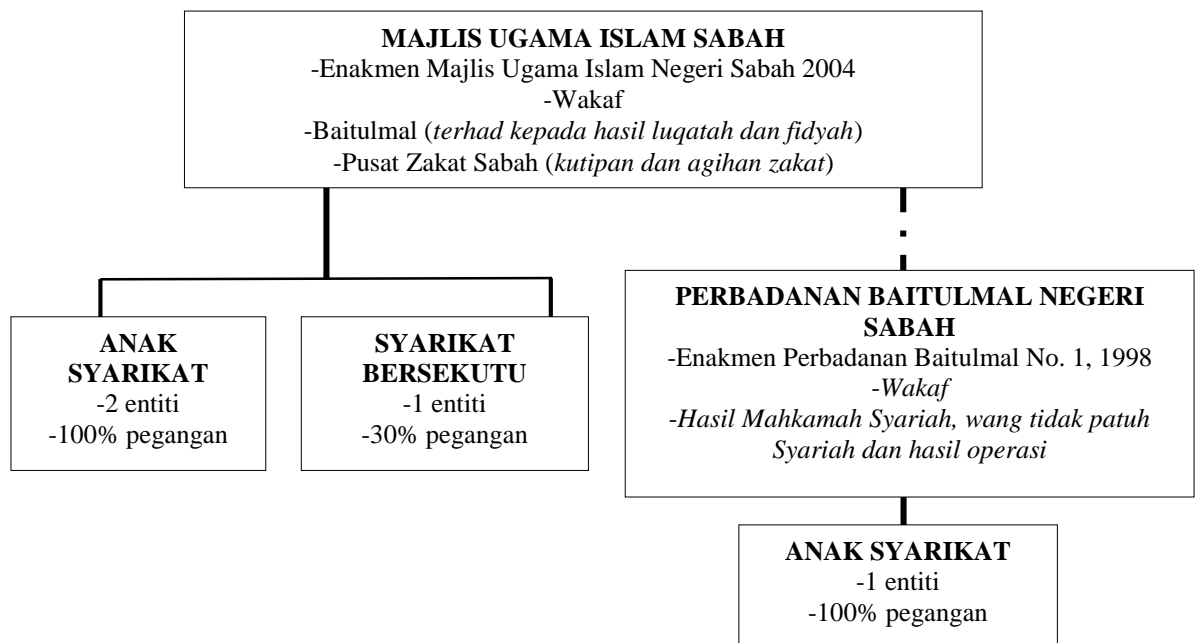 MAJLIS UGAMA ISLAM SABAH
-Enakmen Majlis Ugama Islam Negeri Sabah 2004
-Wakaf
-Baitulmal (terhad kepada hasil luqatah dan fidyah)
-Pusat Zakat Sabah (kutipan dan agihan zakat)
ANAK
SYARIKAT
-2 entiti
-100% pegangan
SYARIKAT
BERSEKUTU
-1 entiti
-30% pegangan
PERBADANAN BAITULMAL NEGERI
SABAH
-Enakmen Perbadanan Baitulmal No. 1, 1998
-Wakaf
-Hasil Mahkamah Syariah, wang tidak patuh
Syariah dan hasil operasi
ANAK SYARIKAT
-1 entiti
-100% pegangan